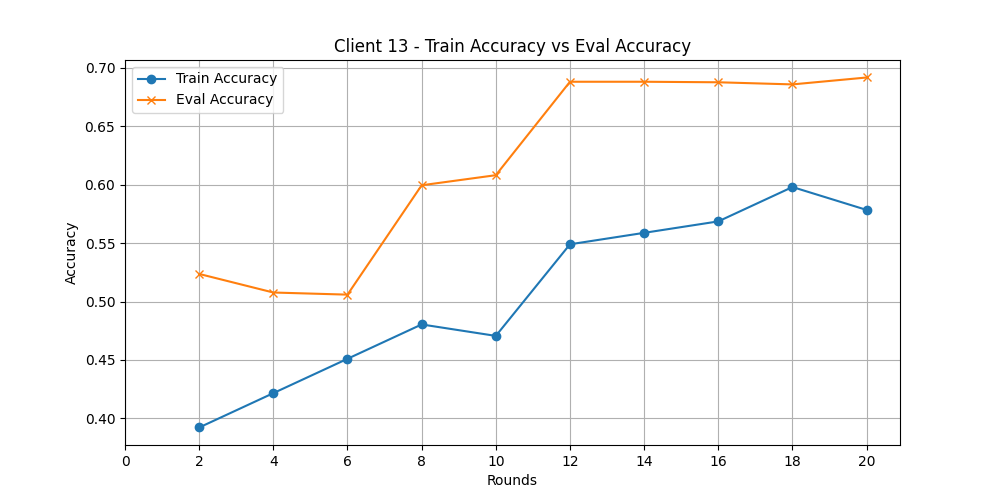 Client 13 - Train Accuracy vs Eval Accuracy
Train Accuracy
Eval Accuracy
Accuracy
0.70
0.65
0.60
0.55
0.50
0.45
0.40
0 2 4 6 8 10 12 14 16 18 20
Rounds